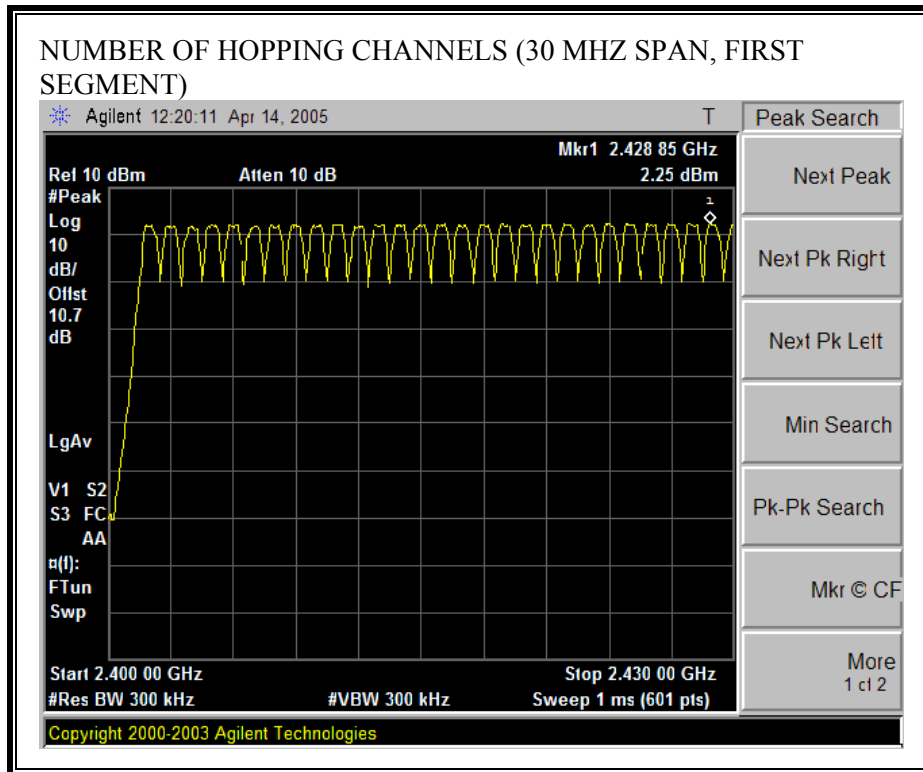 NUMBER OF HOPPING CHANNELS (30 MHZ SPAN, FIRST
SEGMENT)
Agilent 12:20:11 Apr 14, 2005 T
Peak Search
Mkr1 2.428 85 GHz
Ref 10 dBm Atten 10 dB 2.25 dBm
#Peak
Log
10
dB/
Offst
10.7
dB
1
LgAv
V1 S2
S3 FC
AA
¤(f):
FTun
Swp
Start 2.400 00 GHz Stop 2.430 00 GHz
#Res BW 300 kHz #VBW 300 kHz Sweep 1 ms (601 pts)
Copyright 2000-2003 Agilent Technologies
Next Peak
Next Pk Right
Next Pk Left
Min Search
Pk-Pk Search
Mkr © CF
More
1 of 2